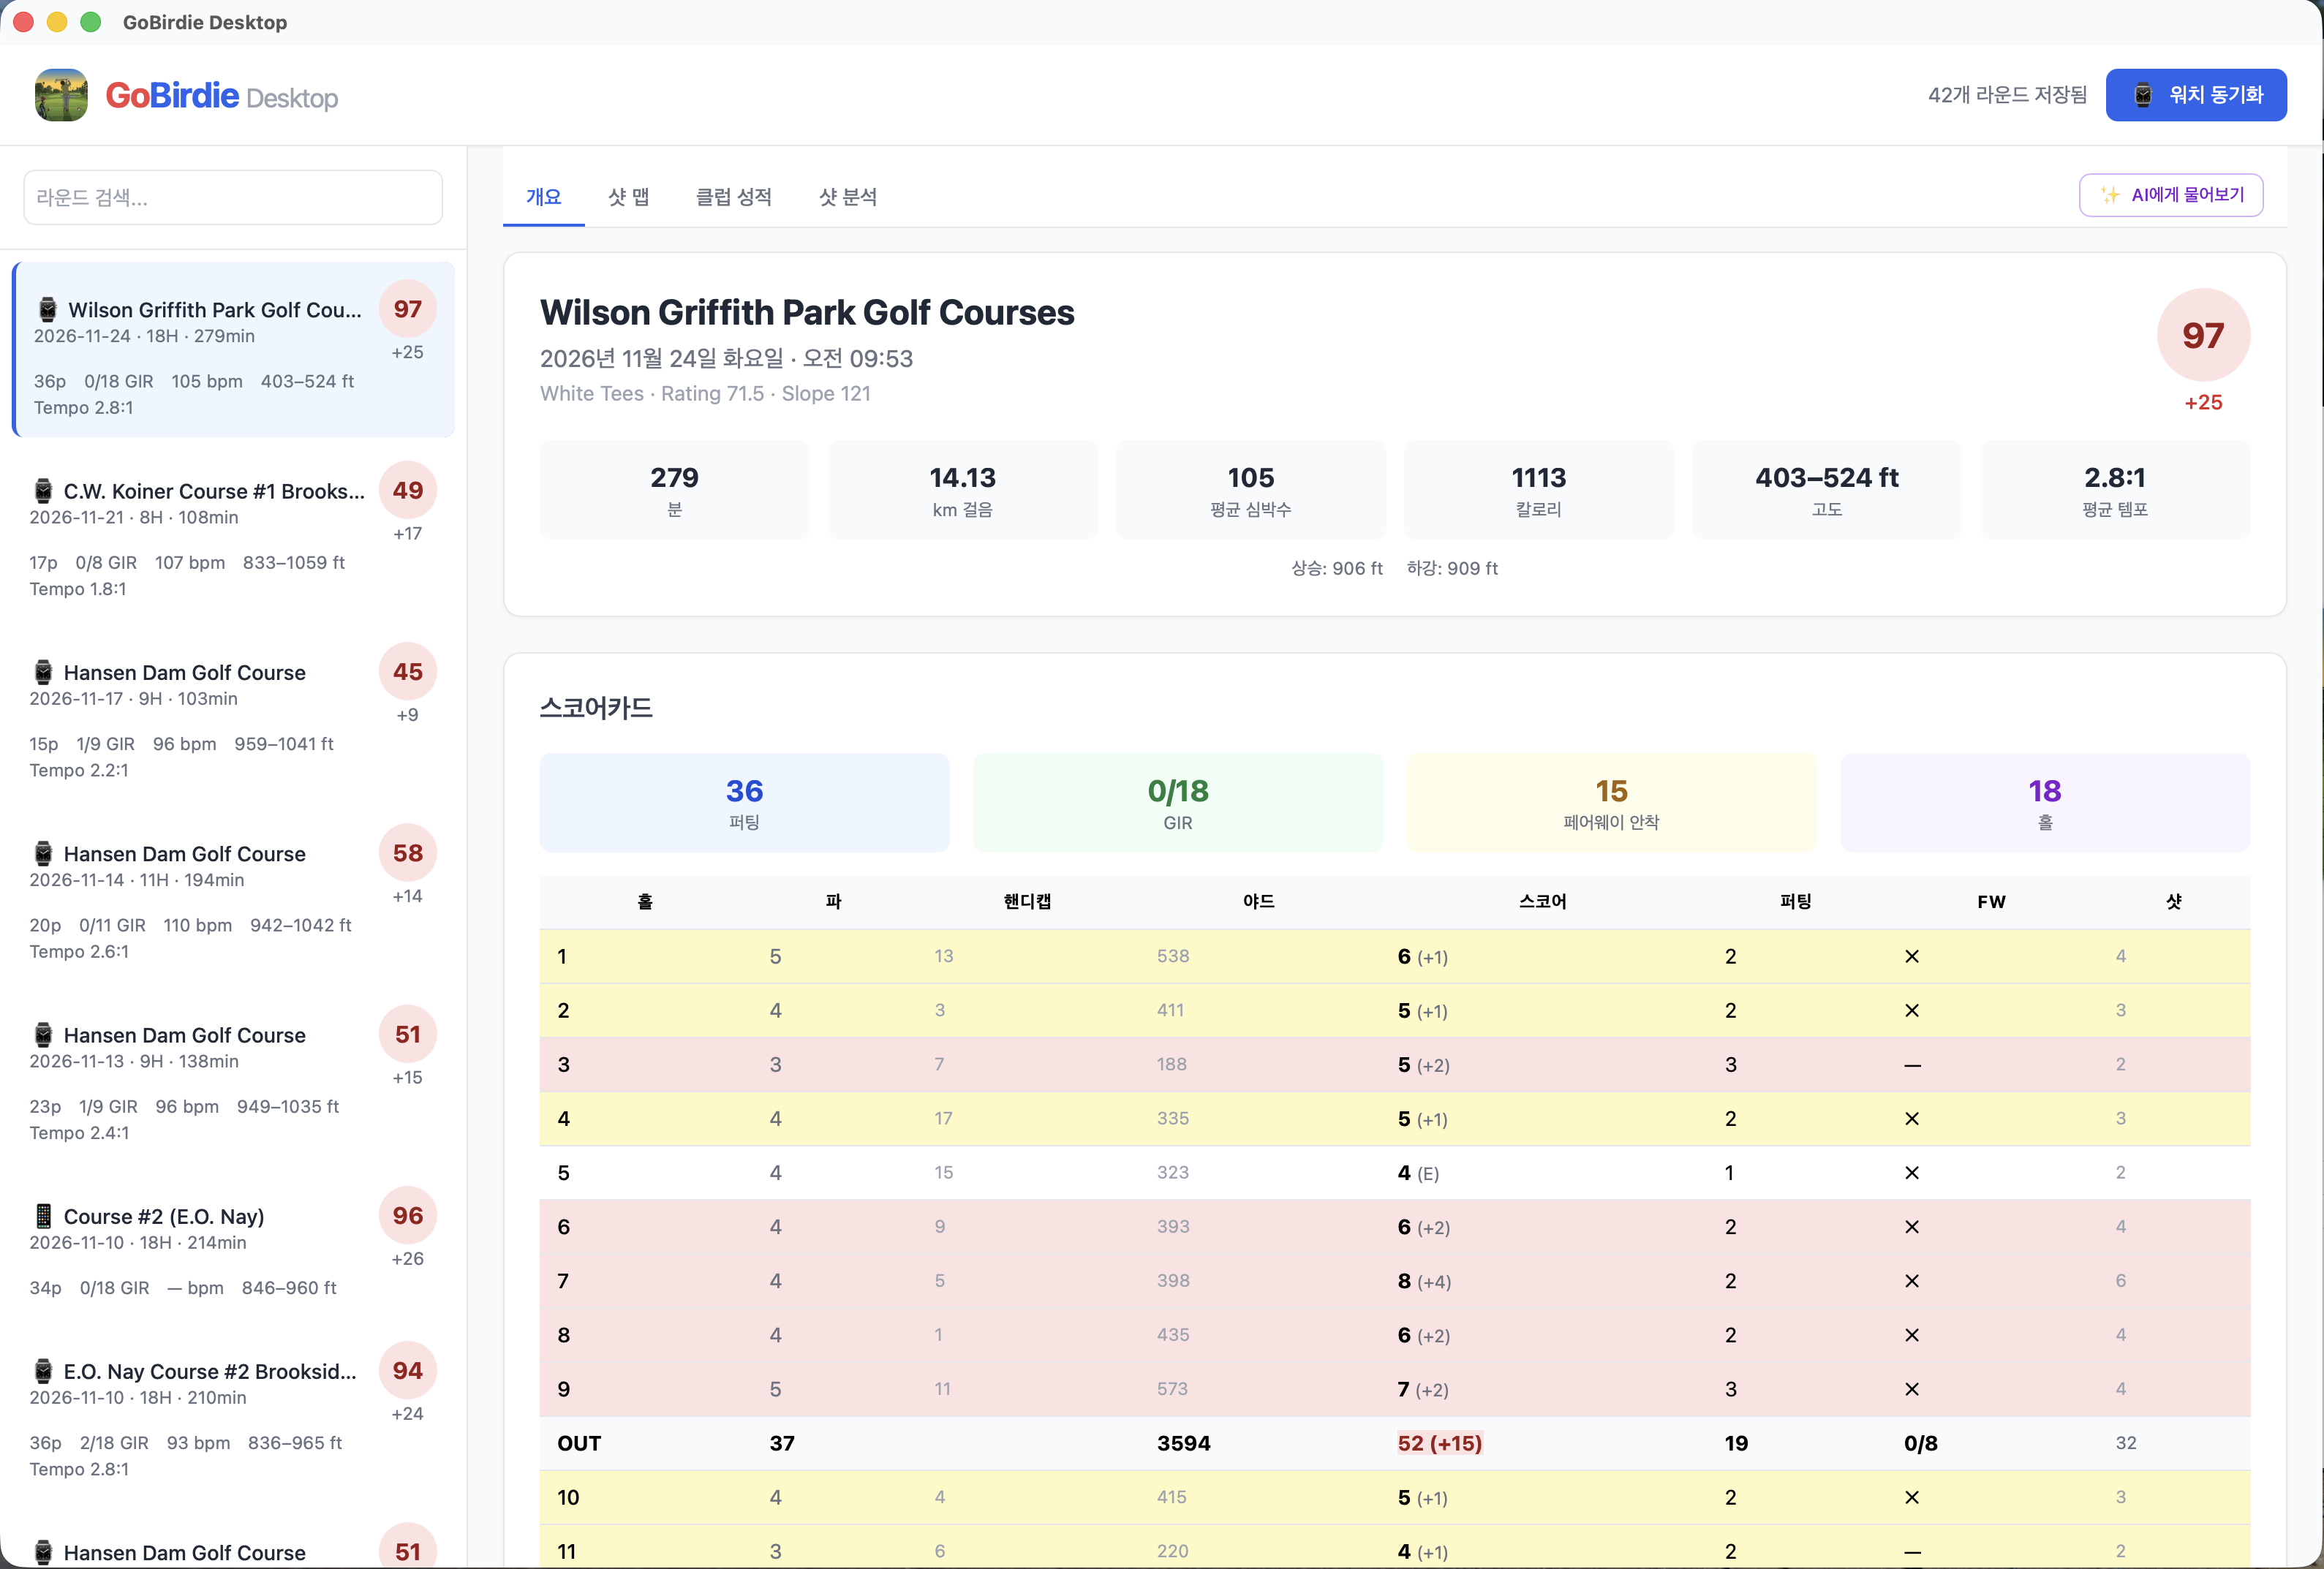 GoBirdie Desktop
GoBirdie Desktop
42개 라운드 저장됨
워치 동기화
라운드 검색...
Wilson Griffith Park Golf Cou...
97
2026-11-24 · 18H · 279min
+25
36p 0/18 GIR 105 bpm 403–524 ft
Tempo 2.8:1
C.W. Koiner Course #1 Brooks...
49
2026-11-21 · 8H · 108min
+17
17p 0/8 GIR 107 bpm 833–1059 ft
Tempo 1.8:1
Hansen Dam Golf Course
45
2026-11-17 · 9H · 103min
+9
15p 1/9 GIR 96 bpm 959–1041 ft
Tempo 2.2:1
Hansen Dam Golf Course
58
2026-11-14 · 11H · 194min
+14
20p 0/11 GIR 110 bpm 942–1042 ft
Tempo 2.6:1
Hansen Dam Golf Course
51
2026-11-13 · 9H · 138min
+15
23p 1/9 GIR 96 bpm 949–1035 ft
Tempo 2.4:1
Course #2 (E.O. Nay)
96
2026-11-10 · 18H · 214min
+26
34p 0/18 GIR — bpm 846–960 ft
E.O. Nay Course #2 Brooksid...
94
2026-11-10 · 18H · 210min
+24
36p 2/18 GIR 93 bpm 836–965 ft
Tempo 2.8:1
Hansen Dam Golf Course
51
개요 샷 맵 클럽 성적 샷 분석
✨ AI에게 물어보기
Wilson Griffith Park Golf Courses
2026년 11월 24일 화요일 · 오전 09:53
White Tees · Rating 71.5 · Slope 121
97
+25
279 14.13 105 1113 403–524 ft 2.8:1
분 km 걸음 평균 심박수 칼로리 고도 평균 템포
상승: 906 ft 하강: 909 ft
스코어카드
36 0/18 15 18
퍼팅 GIR 페어웨이 안착 홀
홀 파 핸디캡 야드 스코어 퍼팅 FW 샷
1 5 13 538 6 (+1) 2 × 4
2 4 3 411 5 (+1) 2 × 3
3 3 7 188 5 (+2) 3 — 2
4 4 17 335 5 (+1) 2 × 3
5 4 15 323 4 (E) 1 × 2
6 4 9 393 6 (+2) 2 × 4
7 4 5 398 8 (+4) 2 × 6
8 4 1 435 6 (+2) 2 × 4
9 5 11 573 7 (+2) 3 × 4
OUT 37 3594 52 (+15) 19 0/8 32
10 4 4 415 5 (+1) 2 × 3
11 3 6 220 4 (+1) 2 — 2